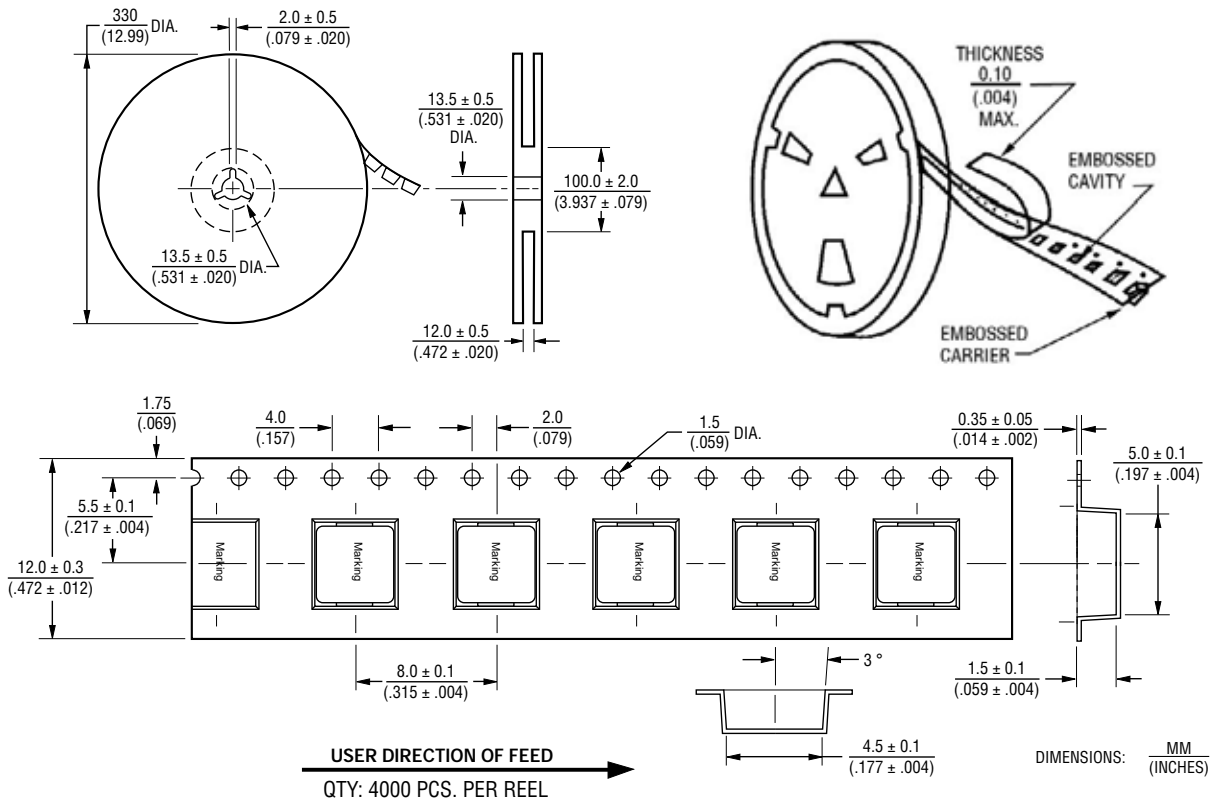 330
(12.99)
DIA.
2.0 ± 0.5
(.079 ± .020)
13.5 ± 0.5
(.531 ± .020)
DIA.
100.0 ± 2.0
(3.937 ± .079)
13.5 ± 0.5
(.531 ± .020)
DIA.
12.0 ± 0.5
(.472 ± .020)
THICKNESS
0.10
(.004)
MAX.
EMBOSSED
CAVITY
EMBOSSED
CARRIER
1.75
(.069)
4.0
(.157)
2.0
(.079)
1.5
(.059)
DIA.
0.35 ± 0.05
(.014 ± .002)
5.0 ± 0.1
(.197 ± .004)
5.5 ± 0.1
(.217 ± .004)
12.0 ± 0.3
(.472 ± .012)
Marking
Marking
Marking
Marking
Marking
Marking
8.0 ± 0.1
(.315 ± .004)
3 °
1.5 ± 0.1
(.059 ± .004)
4.5 ± 0.1
(.177 ± .004)
USER DIRECTION OF FEED
QTY: 4000 PCS. PER REEL
DIMENSIONS:
MM
(INCHES)